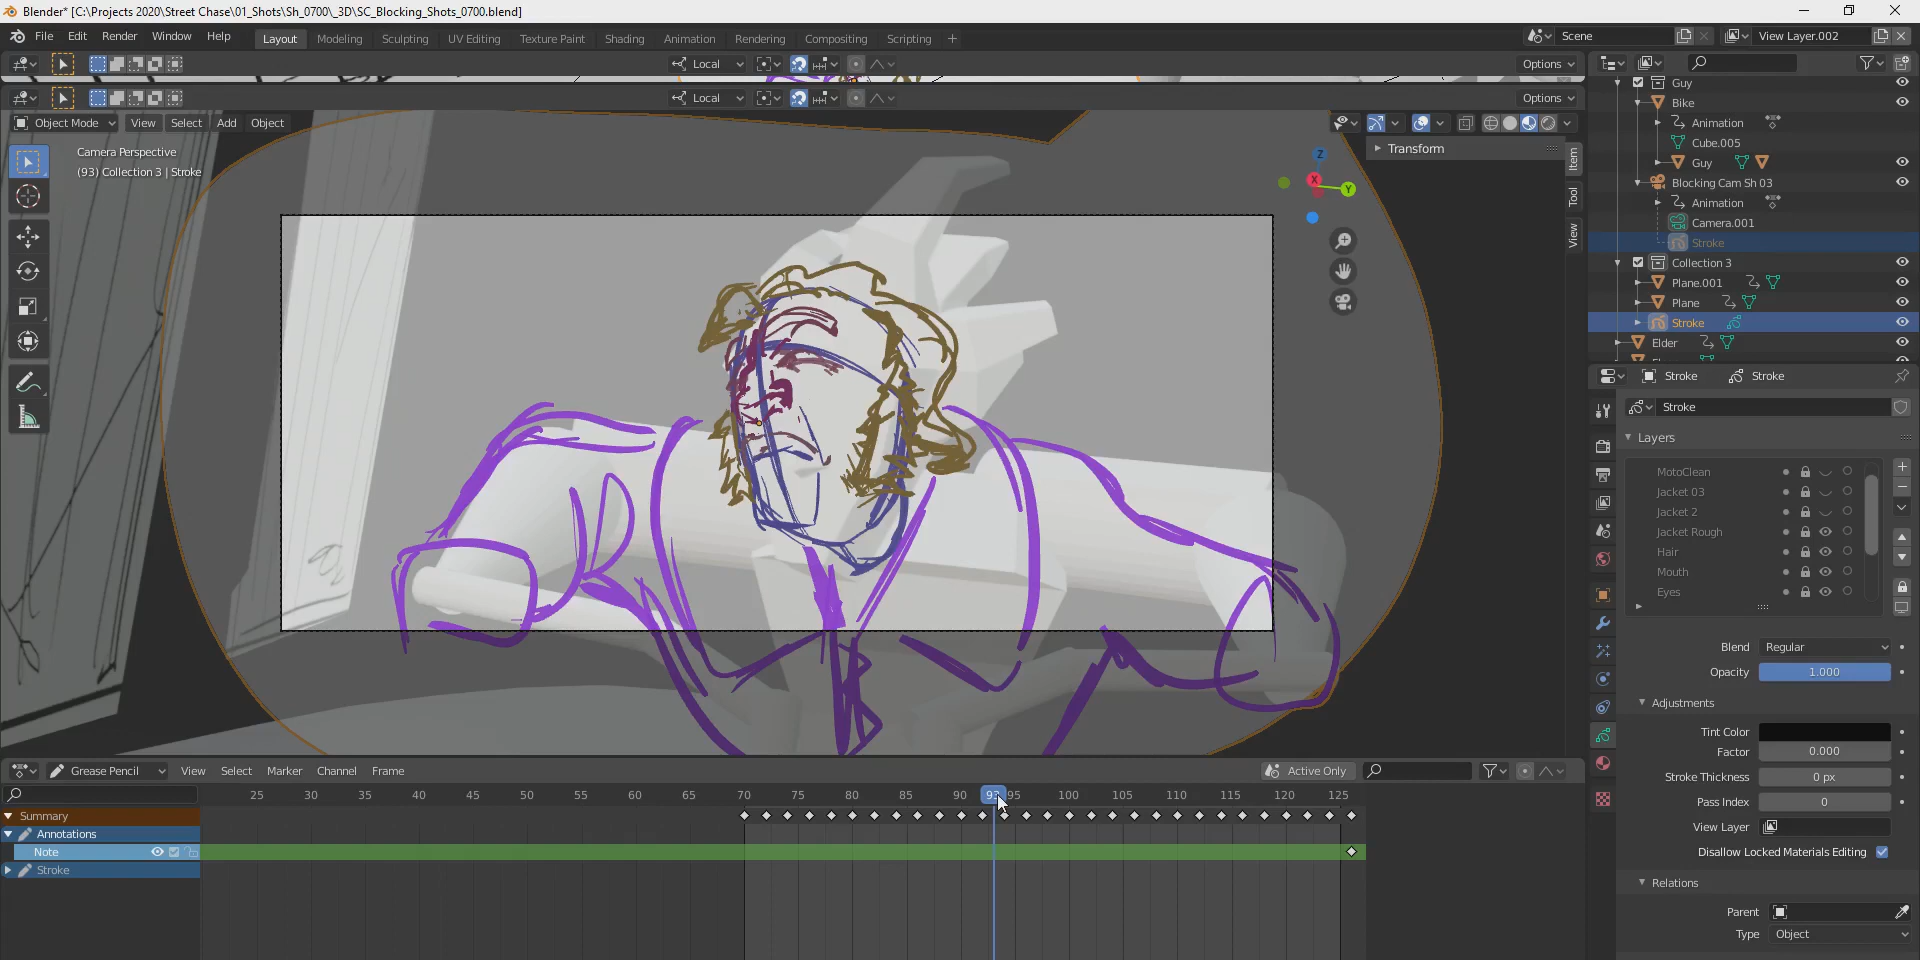 Blender* [C:\Projects 2020\Street Chase\01_Shots\Sh_0700\_3D\SC_Blocking_Shots_0700.blend]
File Edit Render Window Help Layout Modeling Sculpting UV Editing Texture Paint Shading Animation Rendering Compositing Scripting + Scene View Layer.002
Local Options
Local Options
Object Mode View Select Add Object
Camera Perspective
(93) Collection 3 | Stroke
Z
X
Y
Transform
Item
Tool
View
Guy
Bike
Animation
Cube.005
Guy
Blocking Cam Sh 03
Animation
Camera.001
Stroke
Collection 3
Plane.001
Plane
Stroke
Elder
Stroke Stroke
Stroke
Layers
MotoClean
Jacket 03
Jacket 2
Jacket Rough
Hair
Mouth
Eyes
Blend Regular
Opacity 1.000
Adjustments
Tint Color
Factor 0.000
Stroke Thickness 0 px
Pass Index 0
View Layer
Disallow Locked Materials Editing
Relations
Parent
Type Object
Grease Pencil View Select Marker Channel Frame Active Only
25 30 35 40 45 50 55 60 65 70 75 80 85 90 93 95 100 105 110 115 120 125
Summary
Annotations
Note
Stroke